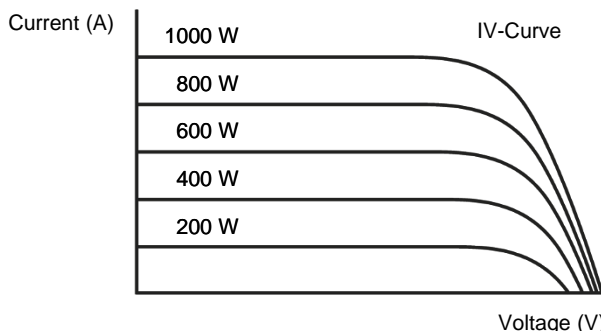 Current (A)
IV-Curve
1000 W
800 W
600 W
400 W
200 W
Voltage (V)